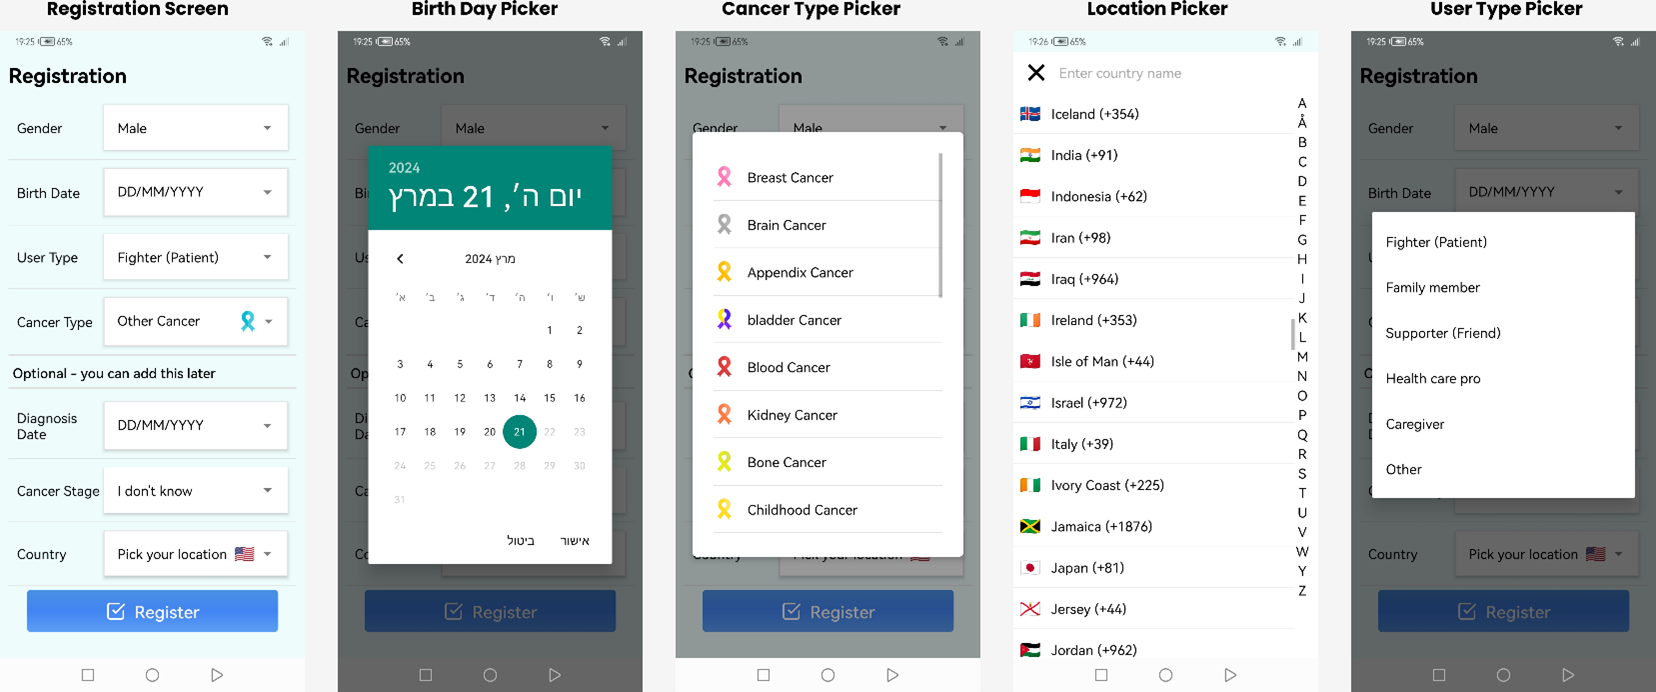 Registration Screen
19:25 65%
Registration
Gender Male
Birth Date DD/MM/YYYY
User Type Fighter (Patient)
Cancer Type Other Cancer
Optional - you can add this later
Diagnosis Date DD/MM/YYYY
Cancer Stage I don't know
Country Pick your location
Register
Birth Day Picker
19:25 65%
Registration
Gender Male
2024
יום ה׳, 21 במרץ
מרץ 2024
א׳ ב׳ ג׳ ד׳ ה׳ ו׳ ש׳
1 2
3 4 5 6 7 8 9
10 11 12 13 14 15 16
17 18 19 20 21 22 23
24 25 26 27 28 29 30
31
ביטול אישור
Register
Cancer Type Picker
19:25 65%
Registration
Gender Male
Breast Cancer
Brain Cancer
Appendix Cancer
bladder Cancer
Blood Cancer
Kidney Cancer
Bone Cancer
Childhood Cancer
Country Pick your location
Register
Location Picker
19:26 65%
Enter country name
Iceland (+354)
India (+91)
Indonesia (+62)
Iran (+98)
Iraq (+964)
Ireland (+353)
Isle of Man (+44)
Israel (+972)
Italy (+39)
Ivory Coast (+225)
Jamaica (+1876)
Japan (+81)
Jersey (+44)
Jordan (+962)
A
Å
B
C
D
E
F
G
H
I
J
K
L
M
N
O
P
Q
R
S
T
U
V
W
Y
Z
User Type Picker
19:25 65%
Registration
Gender Male
Birth Date DD/MM/YYYY
Fighter (Patient)
Family member
Supporter (Friend)
Health care pro
Caregiver
Other
Country Pick your location
Register